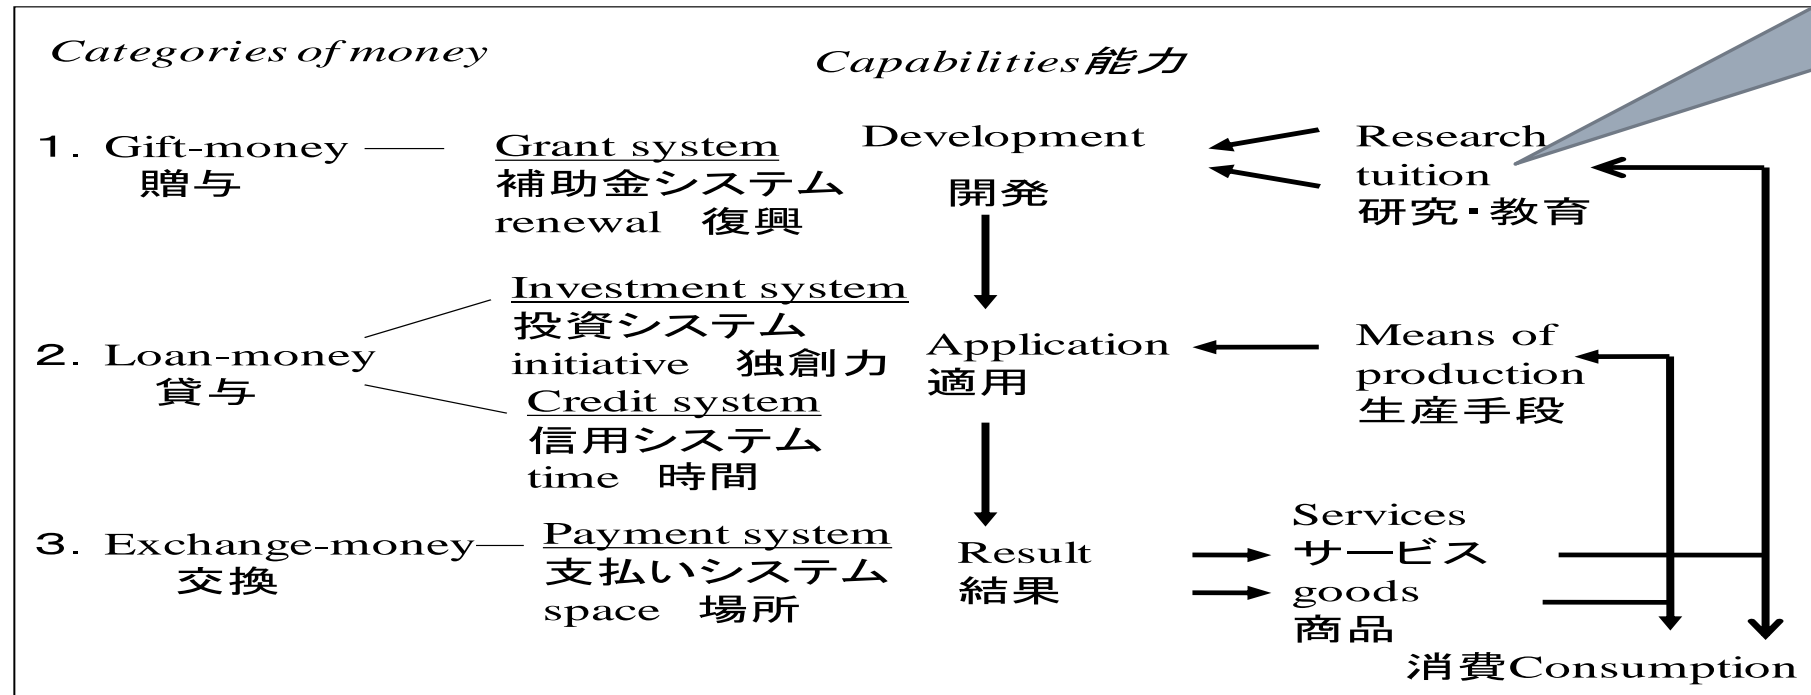 Categories of money
Capabilities能力
1. Gift-money
贈与
Grant system
補助金システム
renewal 復興
Development
開発
Research
tuition
研究・教育
2. Loan-money
貸与
Investment system
投資システム
initiative 独創力
Credit system
信用システム
time 時間
Application
適用
Means of
production
生産手段
3. Exchange-money
交換
Payment system
支払いシステム
space 場所
Result
結果
Services
サービス
goods
商品
消費Consumption